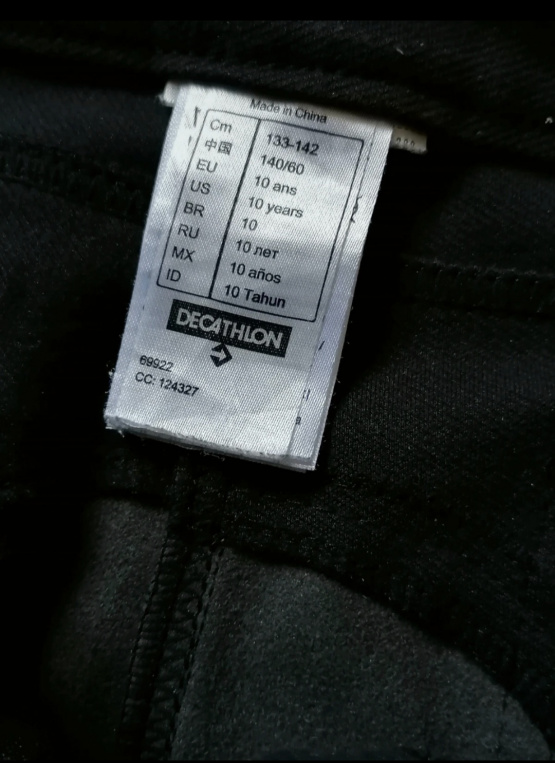 Made in China
Cm 133-142
中国 140/60
EU 10 ans
US 10 years
BR 10
RU 10 лет
MX 10 años
ID 10 Tahun
DECATHLON
69922
CC: 124327